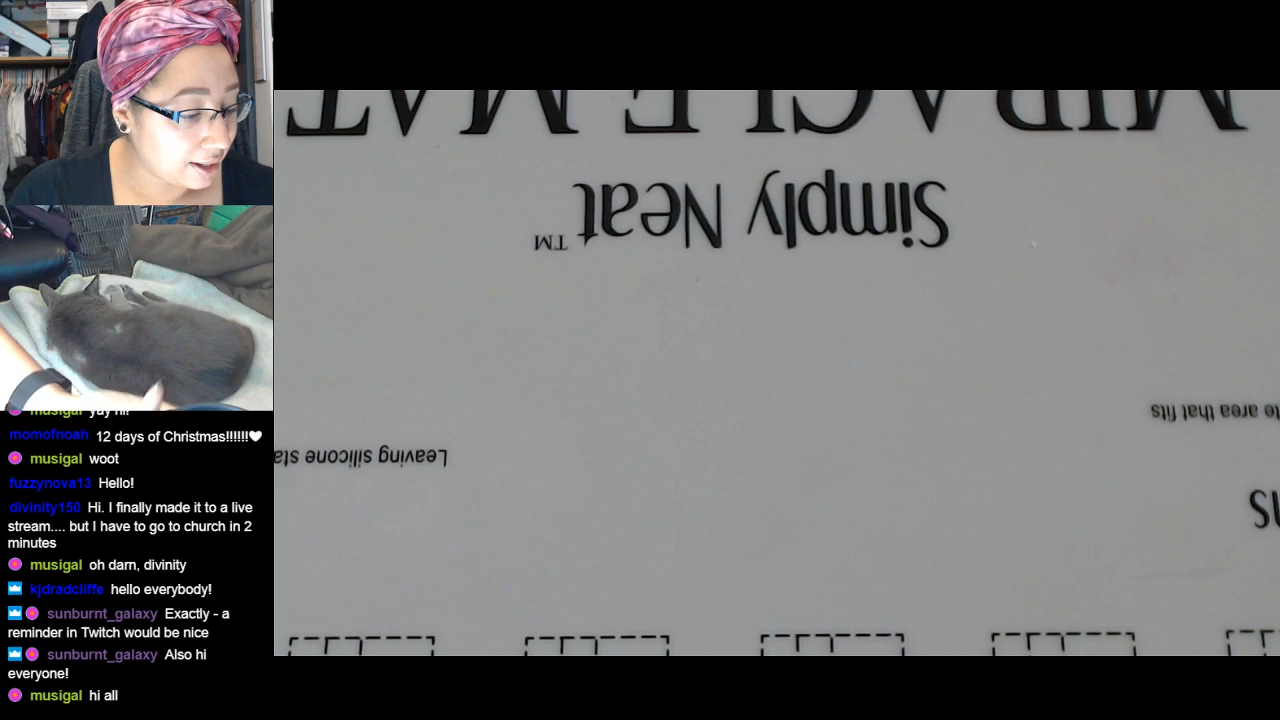 MIRACLE MAT
Simply Neat™
te area that fits
Leaving silicone sta
musigal yay hi!
momofnoah 12 days of Christmas!!!!!!🤍
musigal woot
fuzzynova13 Hello!
divinity150 Hi. I finally made it to a live
stream.... but I have to go to church in 2
minutes
musigal oh darn, divinity
kjdradcliffe hello everybody!
sunburnt_galaxy Exactly - a
reminder in Twitch would be nice
sunburnt_galaxy Also hi
everyone!
musigal hi all